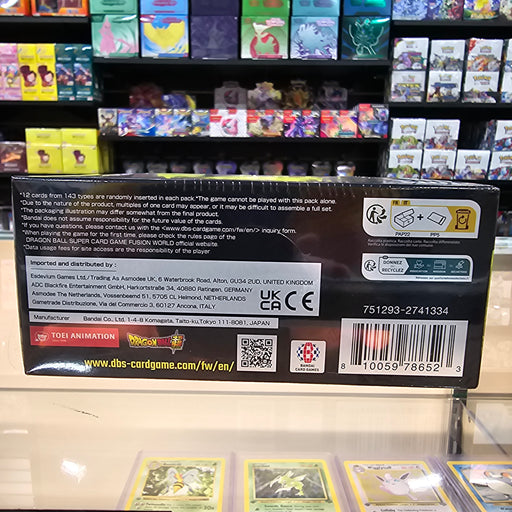 *12 cards from 143 types are randomly inserted in each pack.*The game cannot be played with this pack alone.
*Due to the nature of the product, multiples of one card may appear, or it may be difficult to assemble a full set.
*The packaging illustration may differ somewhat from the final product.
*Bandai does not assume responsibility for the future value of the cards.
*If you have questions, please contact us with the <www.dbs-cardgame.com/fw/en/> inquiry form.
*When playing the game for the first time, please check the rules page of the
DRAGON BALL SUPER CARD GAME FUSION WORLD official website.
*Data usage fees for site access are the responsibility of the player
Imported and distributed by:
Esdevium Games Ltd./ Trading As Asmodee UK, 6 Waterbrook Road, Alton, GU34 2UD, UNITED KINGDOM
ADC Blackfire Entertainment GmbH, Harkortstraße 34, 40880 Ratingen, GERMANY
Asmodee The Netherlands, Vossenbeemd 51, 5705 CL Helmond, NETHERLANDS
Gametrade Distribuzione, Via del Commercio 3, 60127 Ancona, ITALY
UK
CA
CE
Manufacturer
Bandai Co., Ltd. 1-4-8 Komagata, Taito-ku,Tokyo 111-8081, JAPAN
TOEI ANIMATION
DRAGONBALL
SUPER
www.dbs-cardgame.com/fw/en/
BANDAI
CARD GAMES
FR
IT
PAP22
PP5
DONNEZ
RECYCLEZ
751293-2741334
8 10059 78652 3